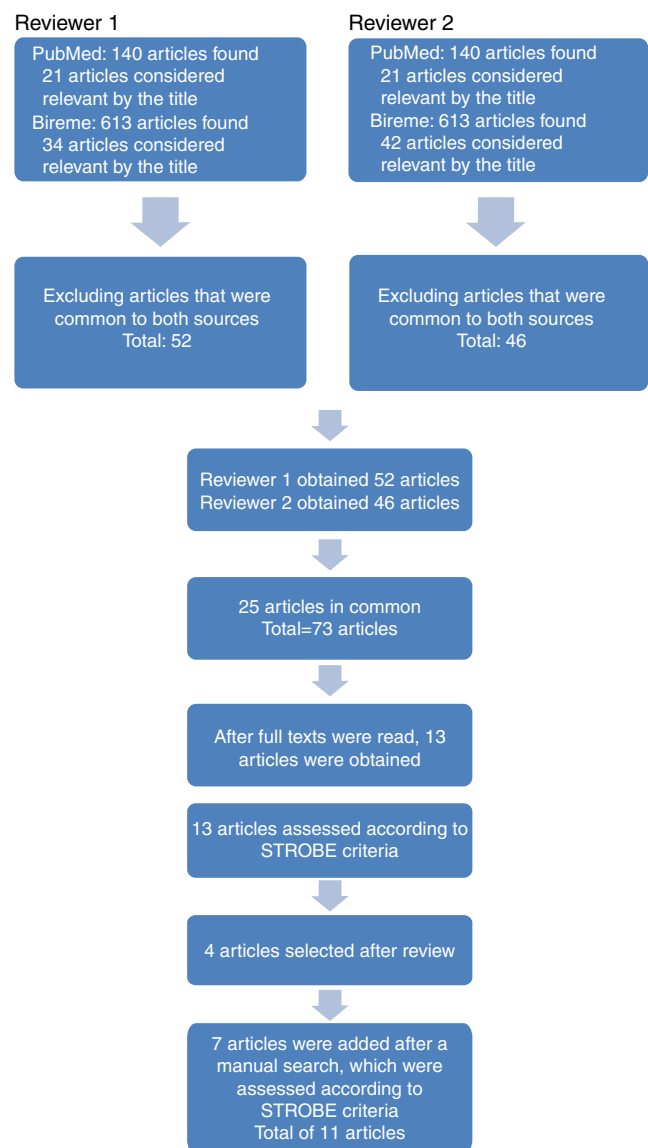 Reviewer 1
PubMed: 140 articles found
21 articles considered
relevant by the title
Bireme: 613 articles found
34 articles considered
relevant by the title
Reviewer 2
PubMed: 140 articles found
21 articles considered
relevant by the title
Bireme: 613 articles found
42 articles considered
relevant by the title
Excluding articles that were
common to both sources
Total: 52
Excluding articles that were
common to both sources
Total: 46
Reviewer 1 obtained 52 articles
Reviewer 2 obtained 46 articles
25 articles in common
Total=73 articles
After full texts were read, 13
articles were obtained
13 articles assessed according to
STROBE criteria
4 articles selected after review
7 articles were added after a
manual search, which were
assessed according to
STROBE criteria
Total of 11 articles